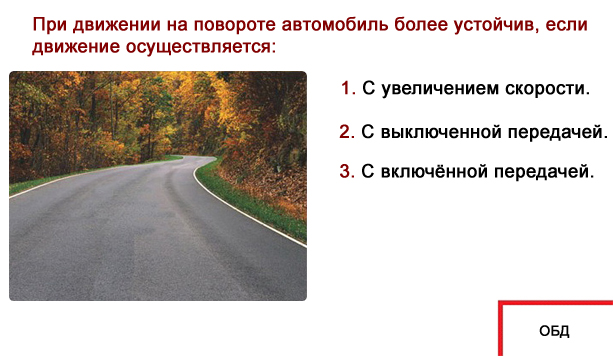 При движении на повороте автомобиль более устойчив, если
движение осуществляется:
1. С увеличением скорости.
2. С выключенной передачей.
3. С включённой передачей.
ОБД